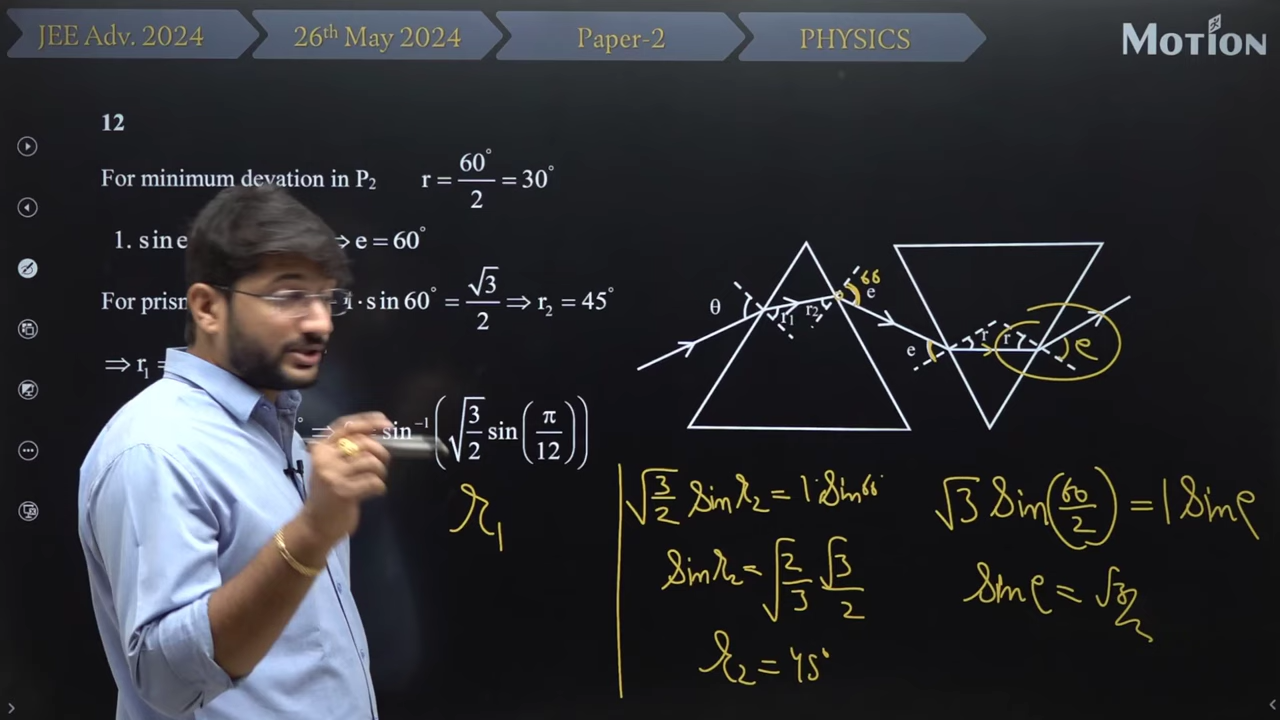 JEE Adv. 2024
26th May 2024
Paper-2
PHYSICS
MOTION
12
For minimum devation in P₂ r = 60°/2 = 30°
1. sin e ⇒ e = 60°
For prism · sin 60° = √3/2 ⇒ r₂ = 45°
⇒ r₁ =
⇒ sin⁻¹(√(3/2) sin(π/12))
θ
r₁
r₂
66
e
e
r
r
e
r₁
√(3/2) sin r₂ = 1·sin 60°
sin r₂ = √(2/3) √3/2
r₂ = 45°
√3 sin(60/2) = 1 sin e
sin e = √3/2